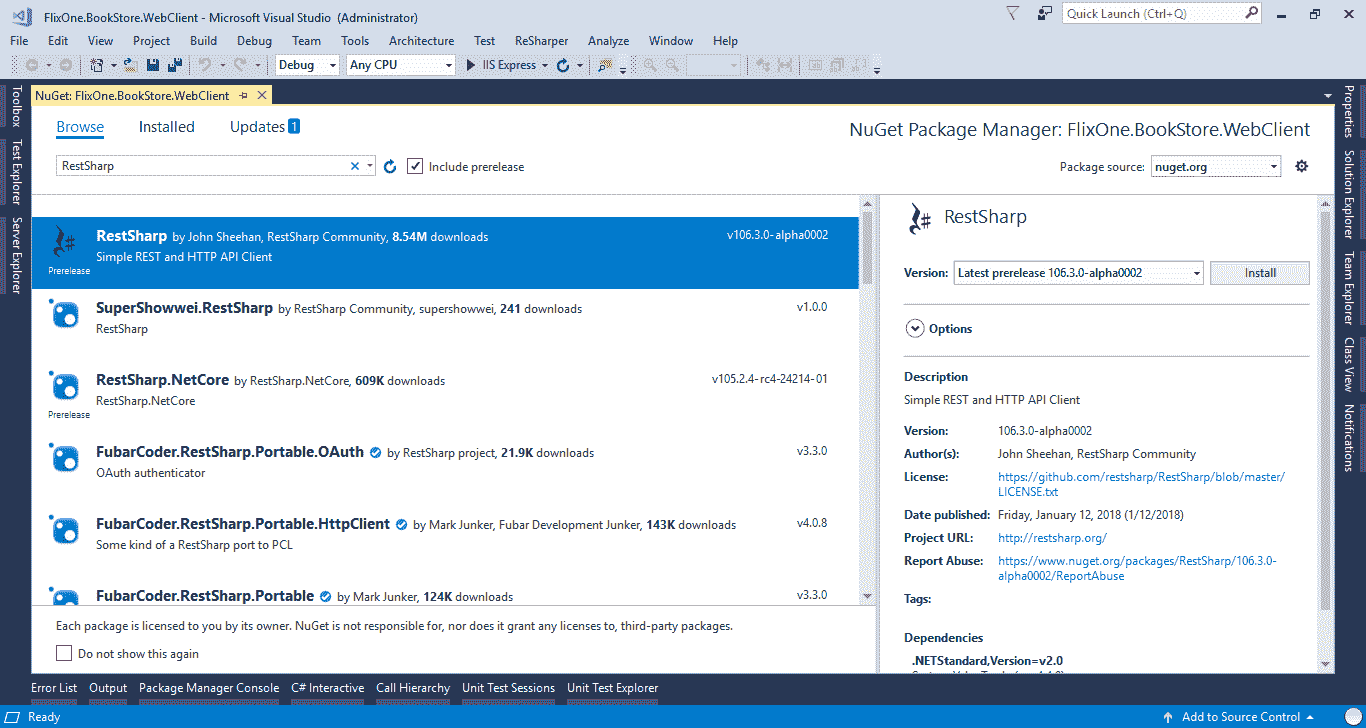 FlixOne.BookStore.WebClient - Microsoft Visual Studio (Administrator)
Quick Launch (Ctrl+Q)
File Edit View Project Build Debug Team Tools Architecture Test ReSharper Analyze Window Help
Debug Any CPU IIS Express
Toolbox
Test Explorer
Server Explorer
NuGet: FlixOne.BookStore.WebClient
Browse Installed Updates 1
NuGet Package Manager: FlixOne.BookStore.WebClient
RestSharp
Include prerelease
Package source: nuget.org
RestSharp by John Sheehan, RestSharp Community, 8.54M downloads v106.3.0-alpha0002
Simple REST and HTTP API Client
Prerelease
SuperShowwei.RestSharp by RestSharp Community, supershowwei, 241 downloads v1.0.0
RestSharp
RestSharp.NetCore by RestSharp.NetCore, 609K downloads v105.2.4-rc4-24214-01
RestSharp.NetCore
Prerelease
FubarCoder.RestSharp.Portable.OAuth by RestSharp project, 21.9K downloads v3.3.0
OAuth authenticator
FubarCoder.RestSharp.Portable.HttpClient by Mark Junker, Fubar Development Junker, 143K downloads v4.0.8
Some kind of a RestSharp port to PCL
FubarCoder.RestSharp.Portable by Mark Junker, 124K downloads v3.3.0
Each package is licensed to you by its owner. NuGet is not responsible for, nor does it grant any licenses to, third-party packages.
Do not show this again
RestSharp
Version: Latest prerelease 106.3.0-alpha0002 Install
Options
Description
Simple REST and HTTP API Client
Version: 106.3.0-alpha0002
Author(s): John Sheehan, RestSharp Community
License: https://github.com/restsharp/RestSharp/blob/master/
LICENSE.txt
Date published: Friday, January 12, 2018 (1/12/2018)
Project URL: http://restsharp.org/
Report Abuse: https://www.nuget.org/packages/RestSharp/106.3.0-
alpha0002/ReportAbuse
Tags:
Dependencies
.NETStandard,Version=v2.0
Properties
Solution Explorer
Team Explorer
Class View
Notifications
Error List Output Package Manager Console C# Interactive Call Hierarchy Unit Test Sessions Unit Test Explorer
Ready
Add to Source Control